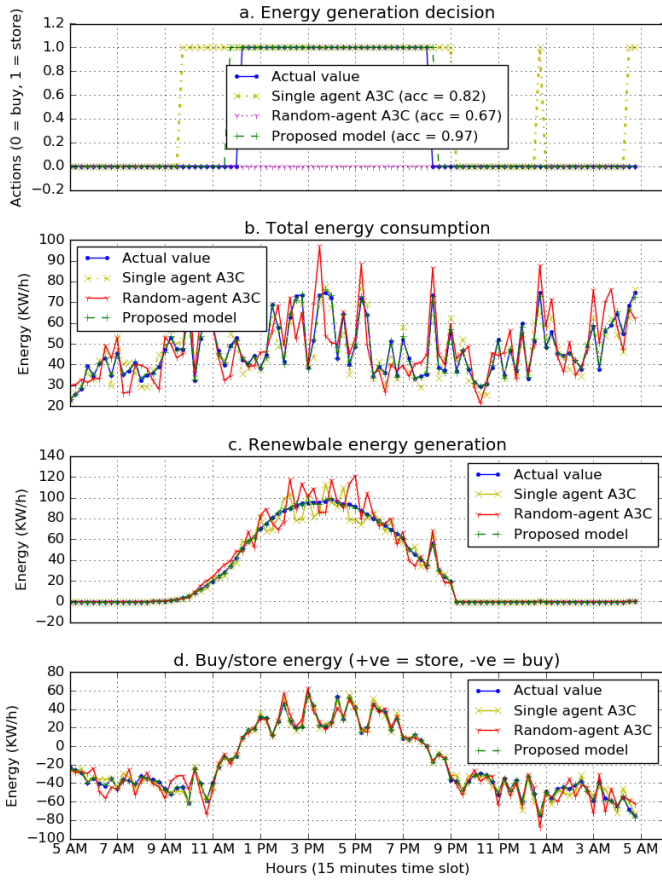 a. Energy generation decision
Actions (0 = buy, 1 = store)
1.2
1.0
0.8
0.6
0.4
0.2
0.0
−0.2
Actual value
Single agent A3C (acc = 0.82)
Random-agent A3C (acc = 0.67)
Proposed model (acc = 0.97)
b. Total energy consumption
Energy (KW/h)
100
90
80
70
60
50
40
30
20
Actual value
Single agent A3C
Random-agent A3C
Proposed model
c. Renewbale energy generation
Energy (KW/h)
140
120
100
80
60
40
20
0
−20
Actual value
Single agent A3C
Random-agent A3C
Proposed model
d. Buy/store energy (+ve = store, -ve = buy)
Energy (KW/h)
80
60
40
20
0
−20
−40
−60
−80
−100
Actual value
Single agent A3C
Random-agent A3C
Proposed model
5 AM 7 AM 9 AM 11 AM 1 PM 3 PM 5 PM 7 PM 9 PM 11 PM 1 AM 3 AM 5 AM
Hours (15 minutes time slot)